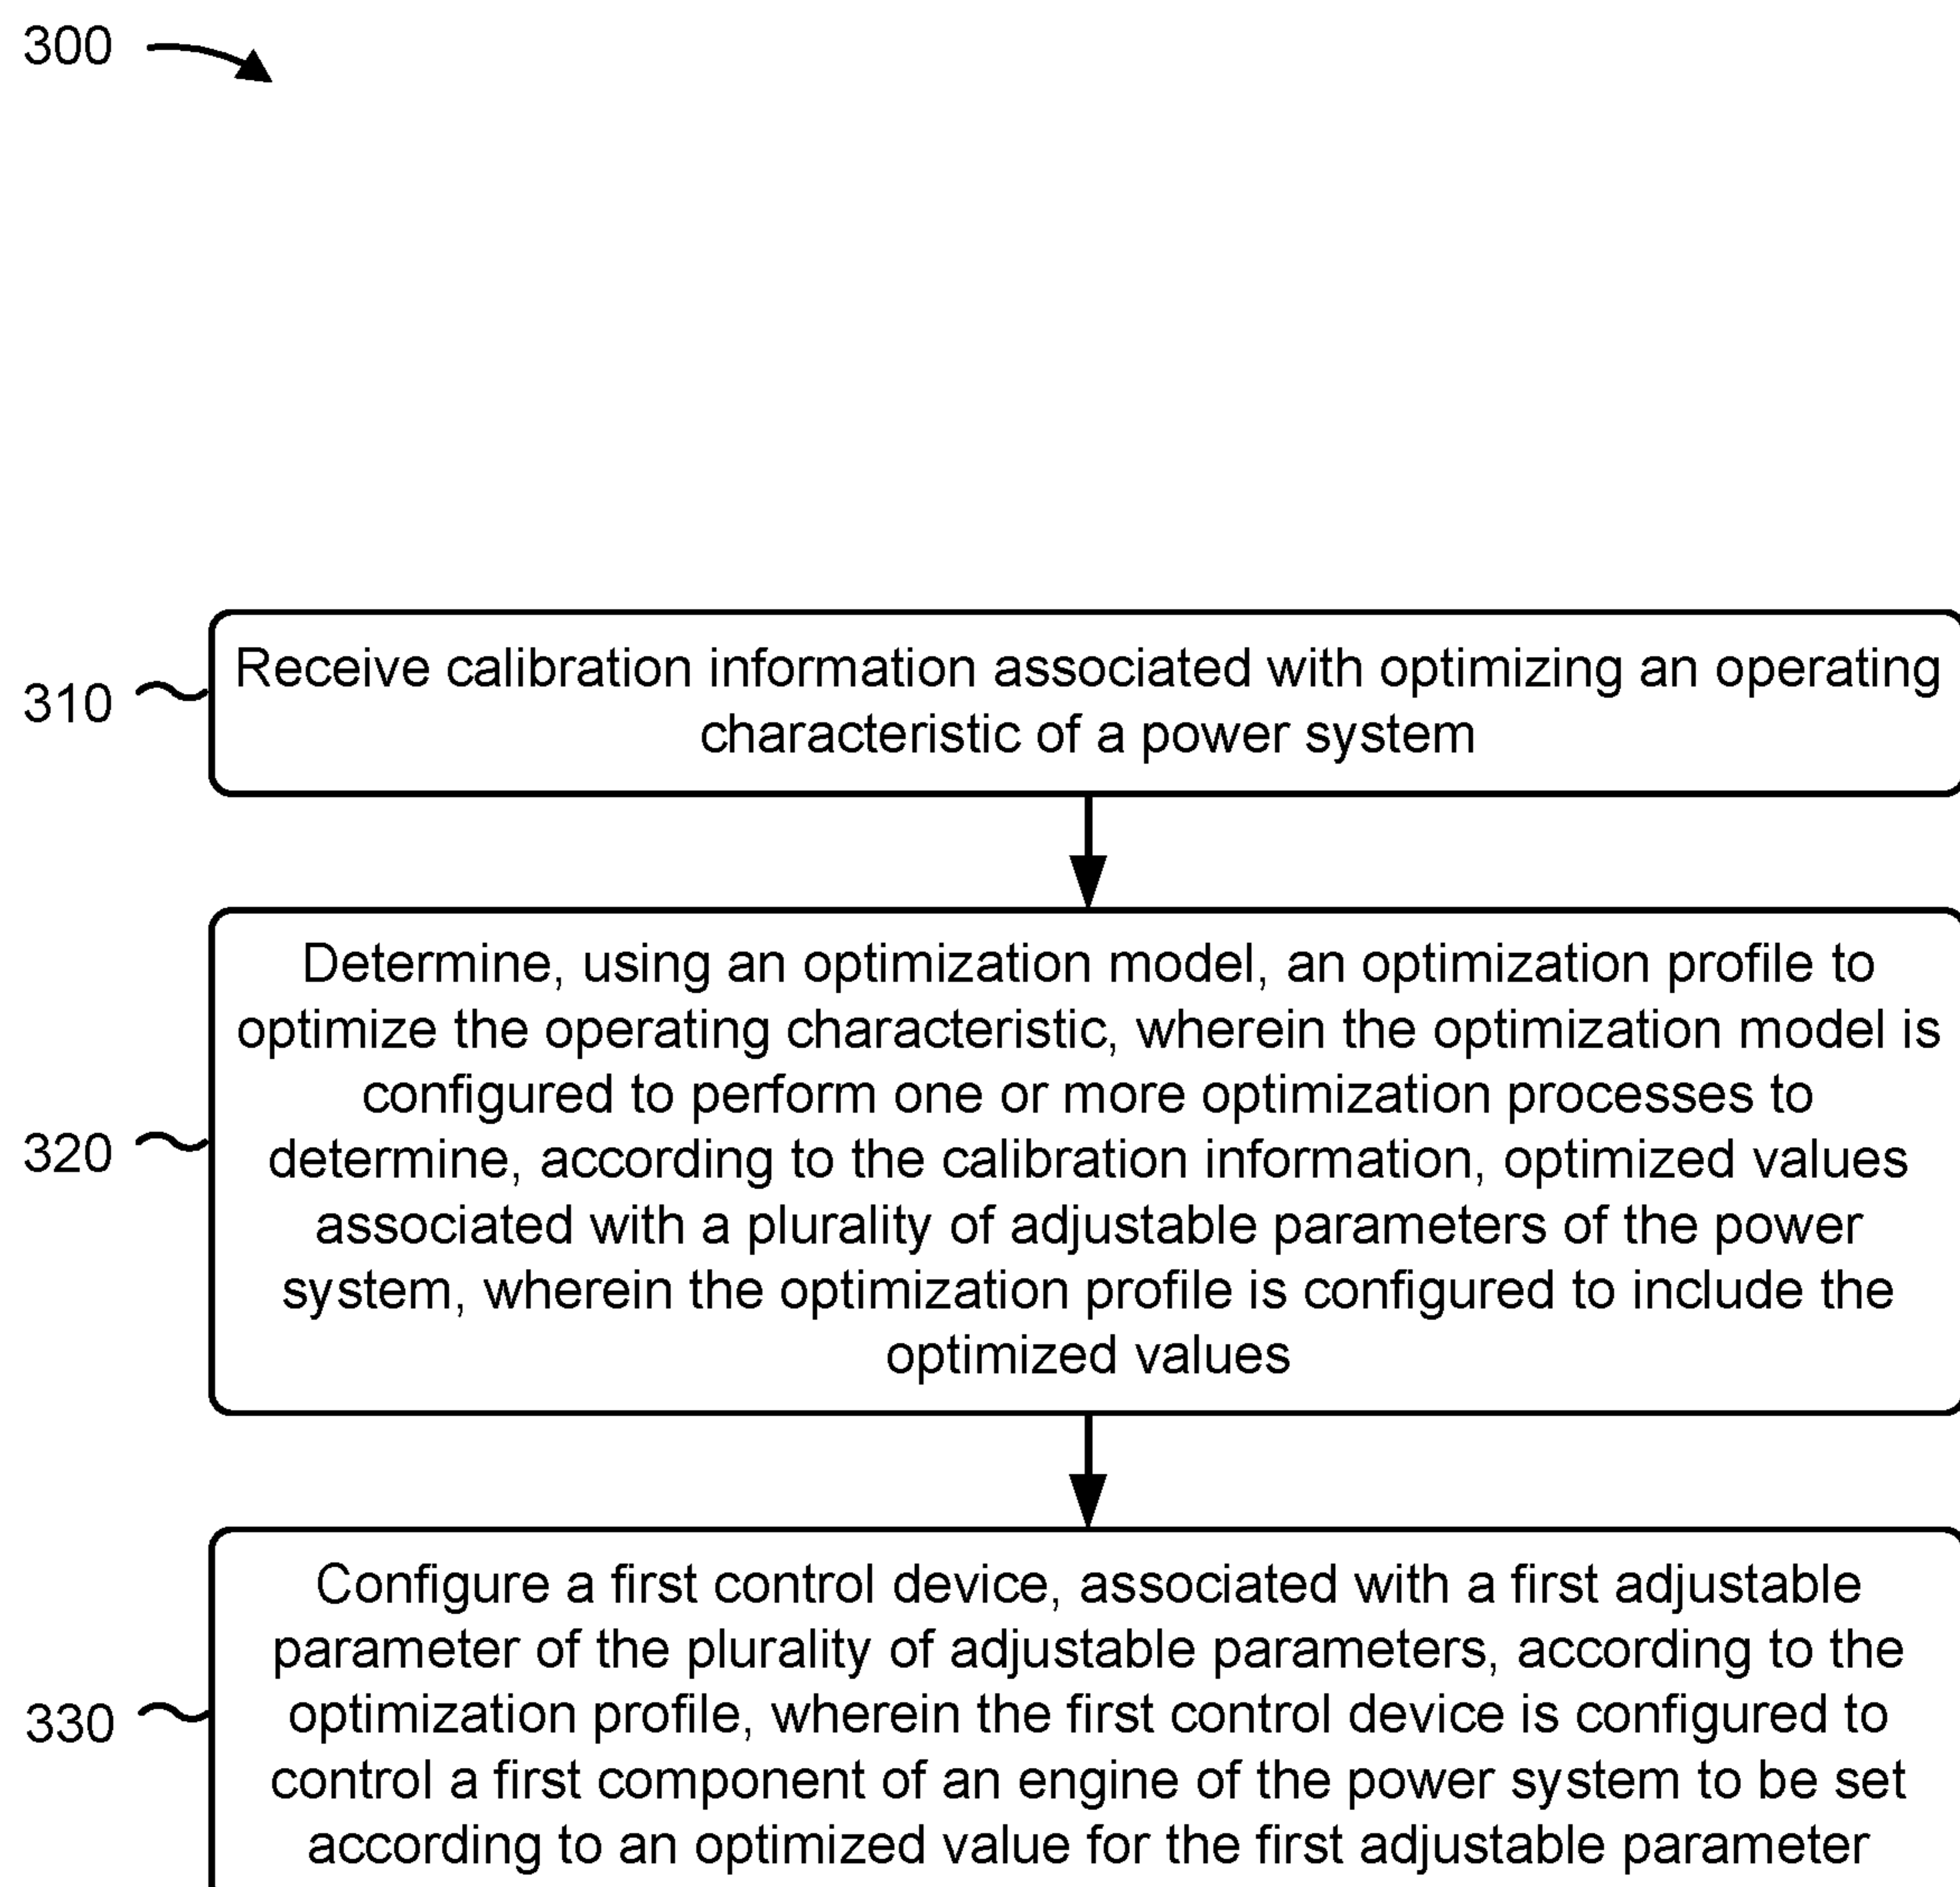 300
310
Receive calibration information associated with optimizing an operating
characteristic of a power system
320
Determine, using an optimization model, an optimization profile to
optimize the operating characteristic, wherein the optimization model is
configured to perform one or more optimization processes to
determine, according to the calibration information, optimized values
associated with a plurality of adjustable parameters of the power
system, wherein the optimization profile is configured to include the
optimized values
330
Configure a first control device, associated with a first adjustable
parameter of the plurality of adjustable parameters, according to the
optimization profile, wherein the first control device is configured to
control a first component of an engine of the power system to be set
according to an optimized value for the first adjustable parameter